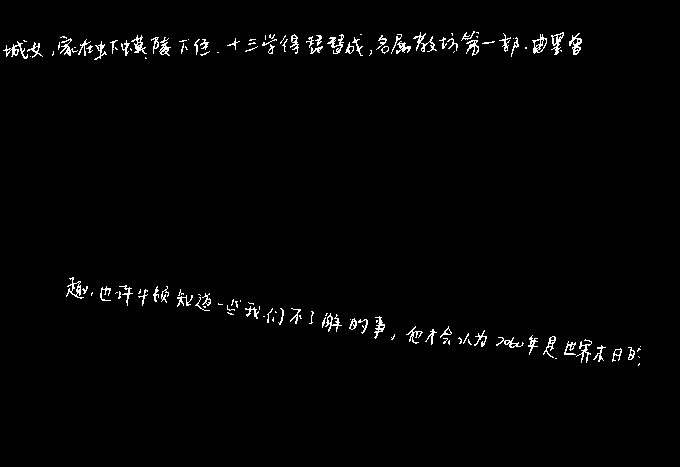 城女,家在虾蟆陵下住.十三学得琵琶成,名属教坊第一部.曲罢曾
趣,也许牛顿知道一些我们不了解的事,他才会认为2060年是世界末日的